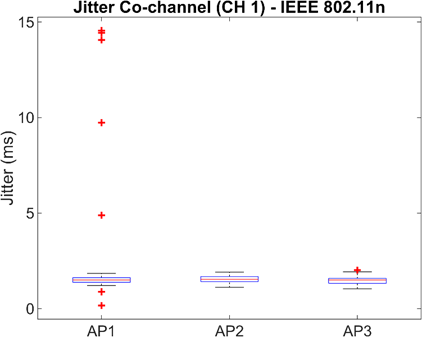 Jitter Co-channel (CH 1) - IEEE 802.11n
15
10
5
0
Jitter (ms)
AP1 AP2 AP3